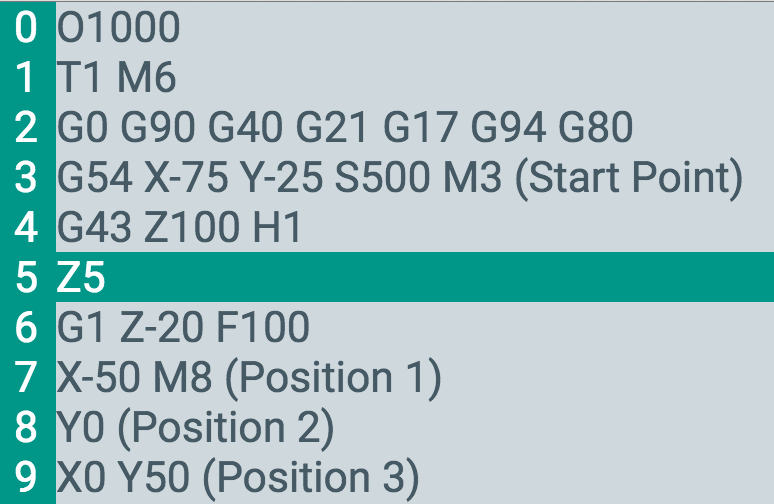 0 O1000
1 T1 M6
2 G0 G90 G40 G21 G17 G94 G80
3 G54 X-75 Y-25 S500 M3 (Start Point)
4 G43 Z100 H1
5 Z5
6 G1 Z-20 F100
7 X-50 M8 (Position 1)
8 Y0 (Position 2)
9 X0 Y50 (Position 3)